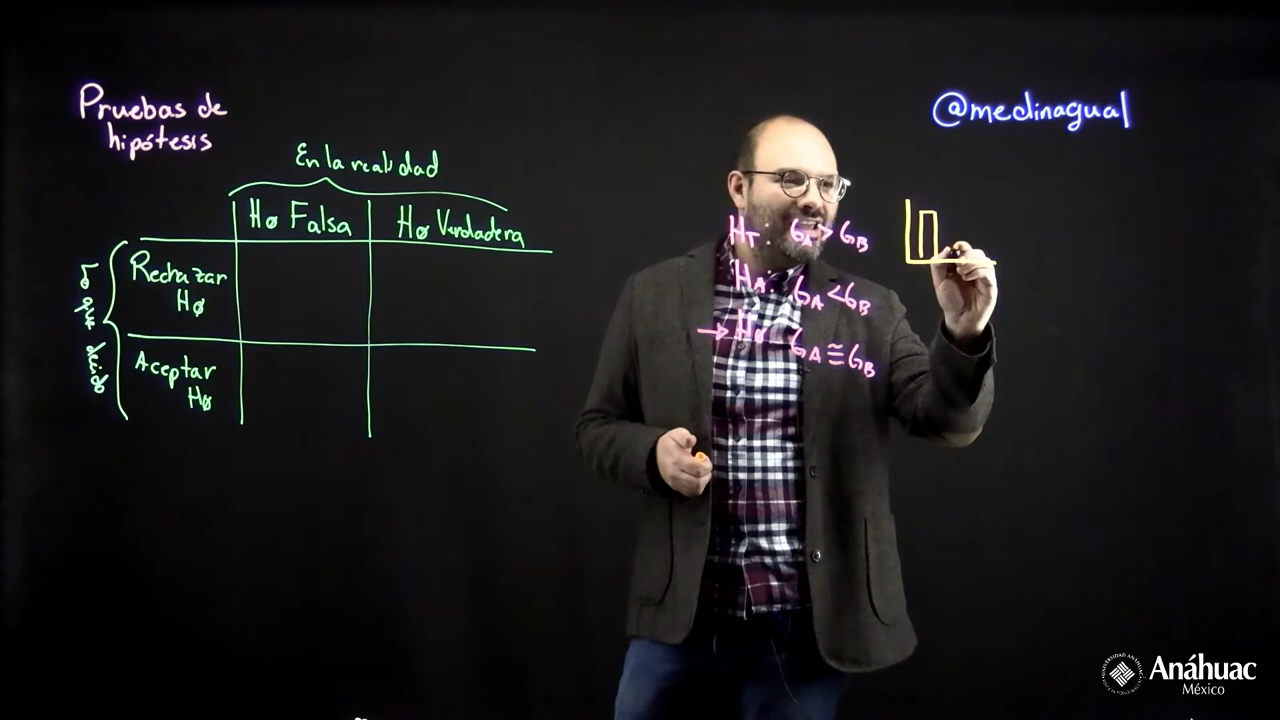 Pruebas de
hipótesis
@medinagual
En la realidad
Hø Falsa
Hø Verdadera
Rechazar
Hø
Aceptar
Hø
HT: GA > GB
HA: GA < GB
→ Hø GA ≅ GB
Anáhuac
México